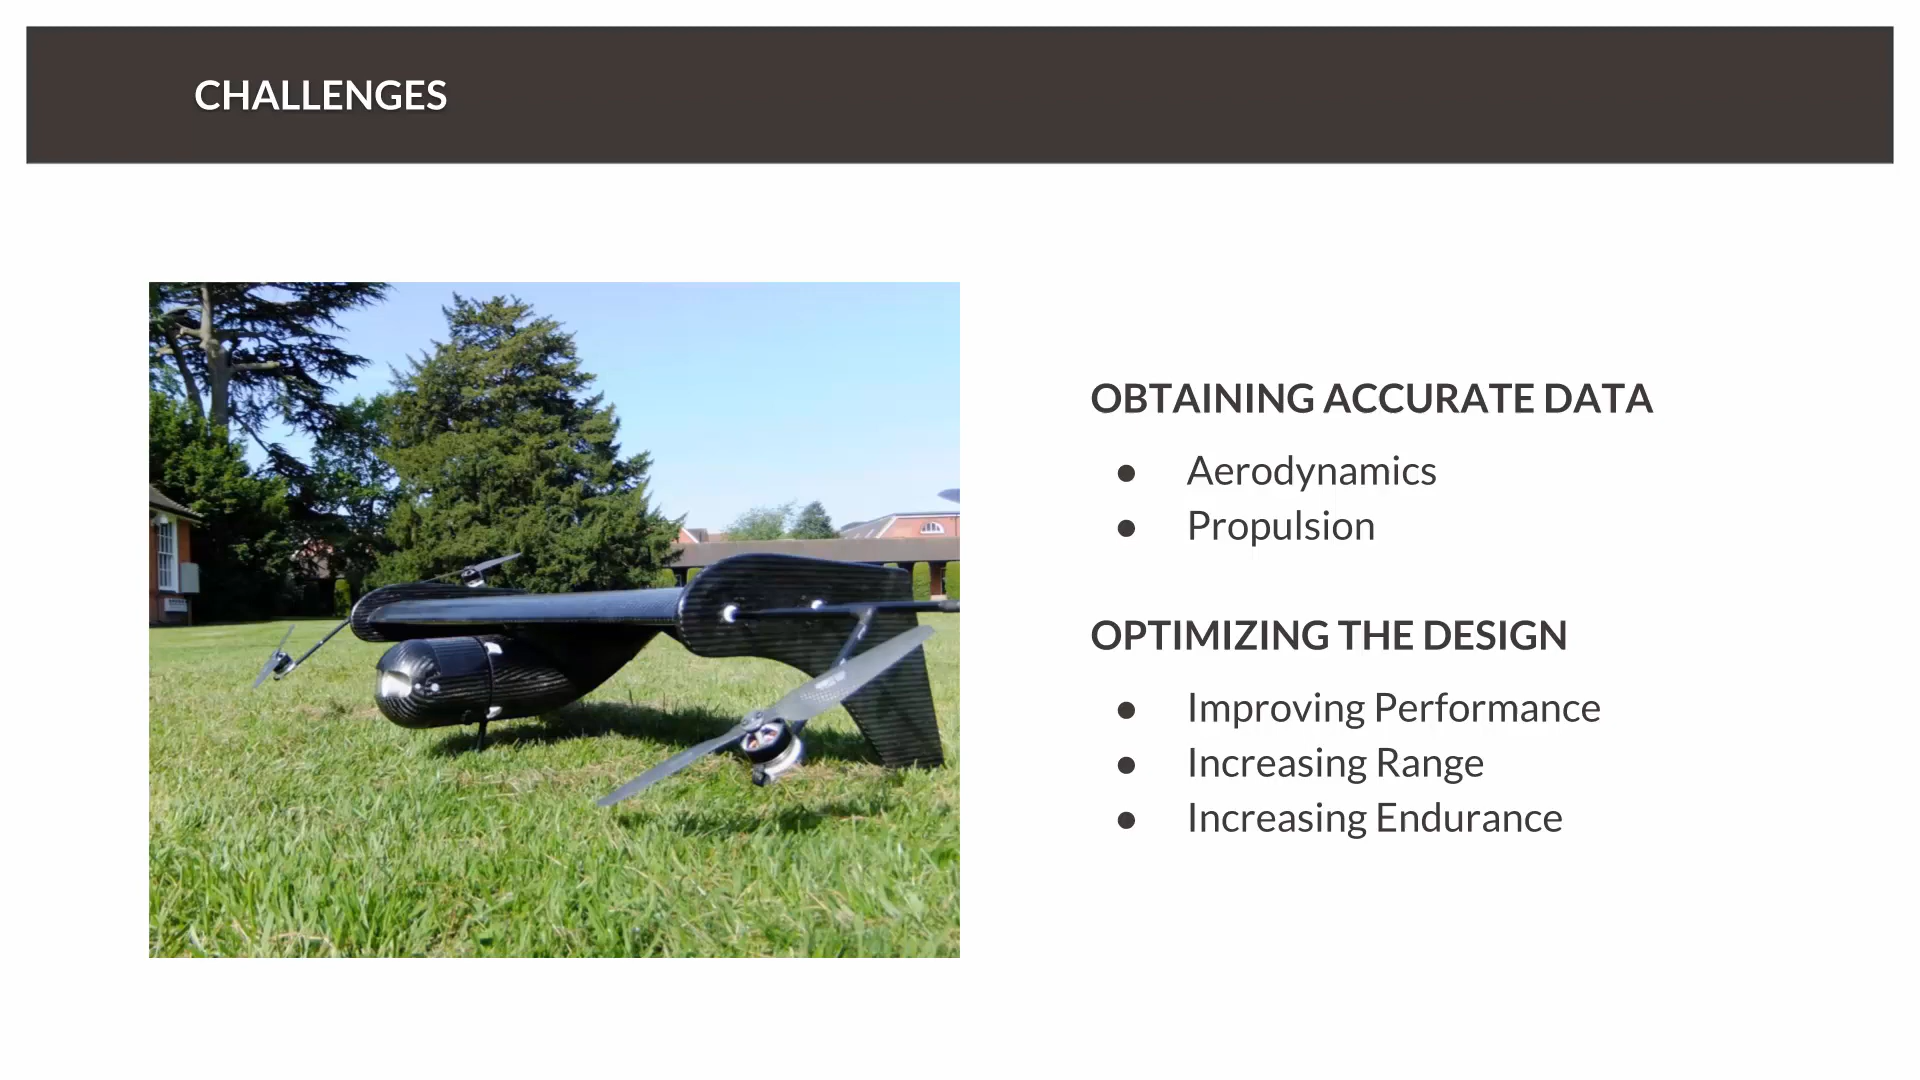 CHALLENGES
OBTAINING ACCURATE DATA
● Aerodynamics
● Propulsion
OPTIMIZING THE DESIGN
● Improving Performance
● Increasing Range
● Increasing Endurance